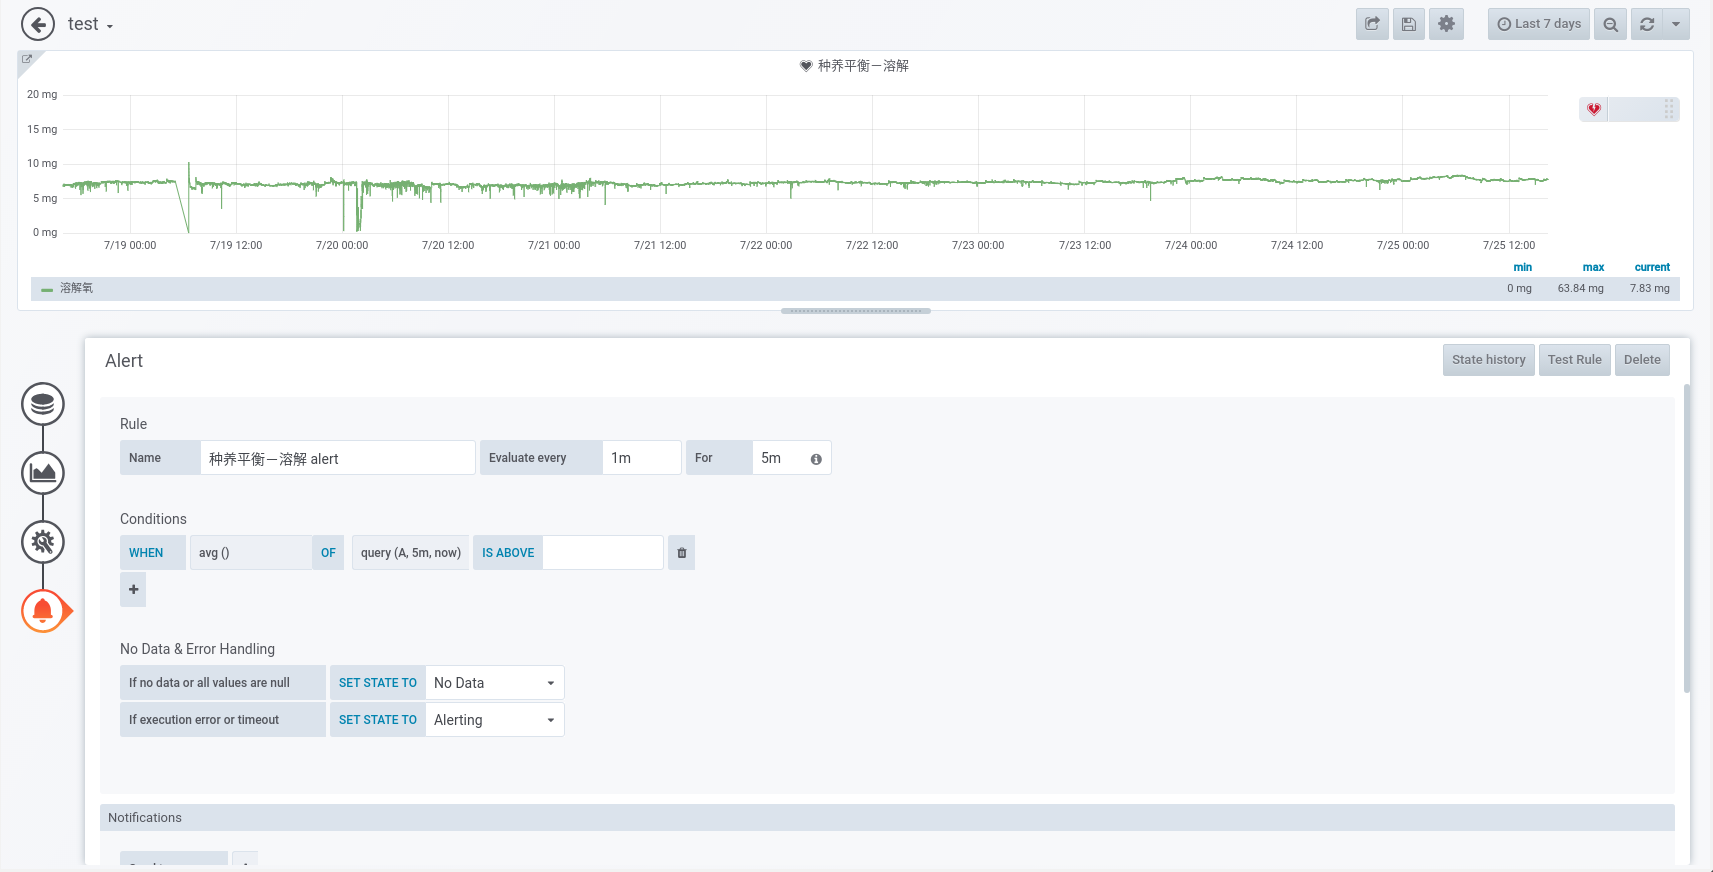 test
Last 7 days
种养平衡－溶解
20 mg
15 mg
10 mg
5 mg
0 mg
7/19 00:00 7/19 12:00 7/20 00:00 7/20 12:00 7/21 00:00 7/21 12:00 7/22 00:00 7/22 12:00 7/23 00:00 7/23 12:00 7/24 00:00 7/24 12:00 7/25 00:00 7/25 12:00
min max current
溶解氧 0 mg 63.84 mg 7.83 mg
Alert State history Test Rule Delete
Rule
Name 种养平衡－溶解 alert Evaluate every 1m For 5m
Conditions
WHEN avg () OF query (A, 5m, now) IS ABOVE
No Data & Error Handling
If no data or all values are null SET STATE TO No Data
If execution error or timeout SET STATE TO Alerting
Notifications